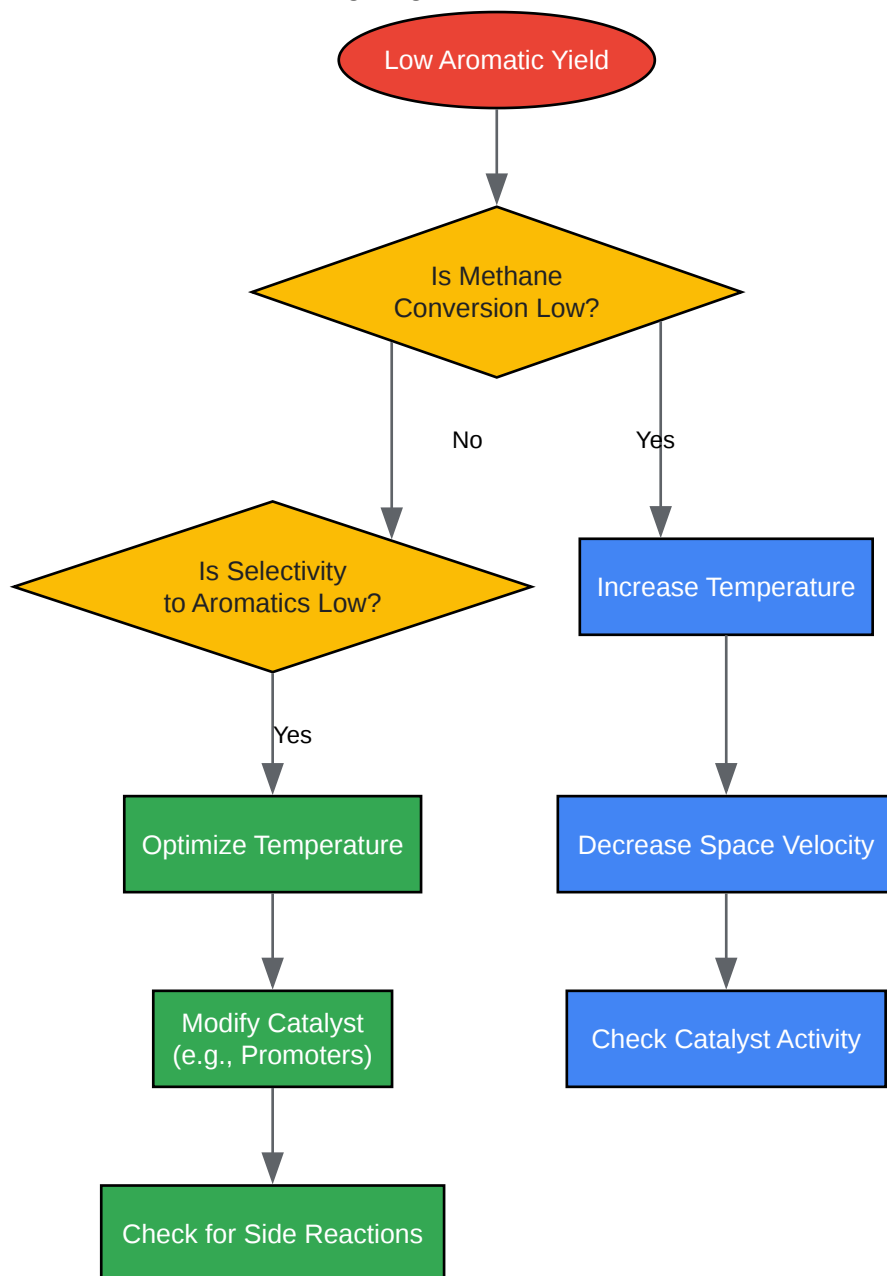 Low Aromatic Yield
Is Methane
Conversion Low?
No
Yes
Is Selectivity
to Aromatics Low?
Increase Temperature
Yes
Optimize Temperature
Decrease Space Velocity
Modify Catalyst
(e.g., Promoters)
Check Catalyst Activity
Check for Side Reactions